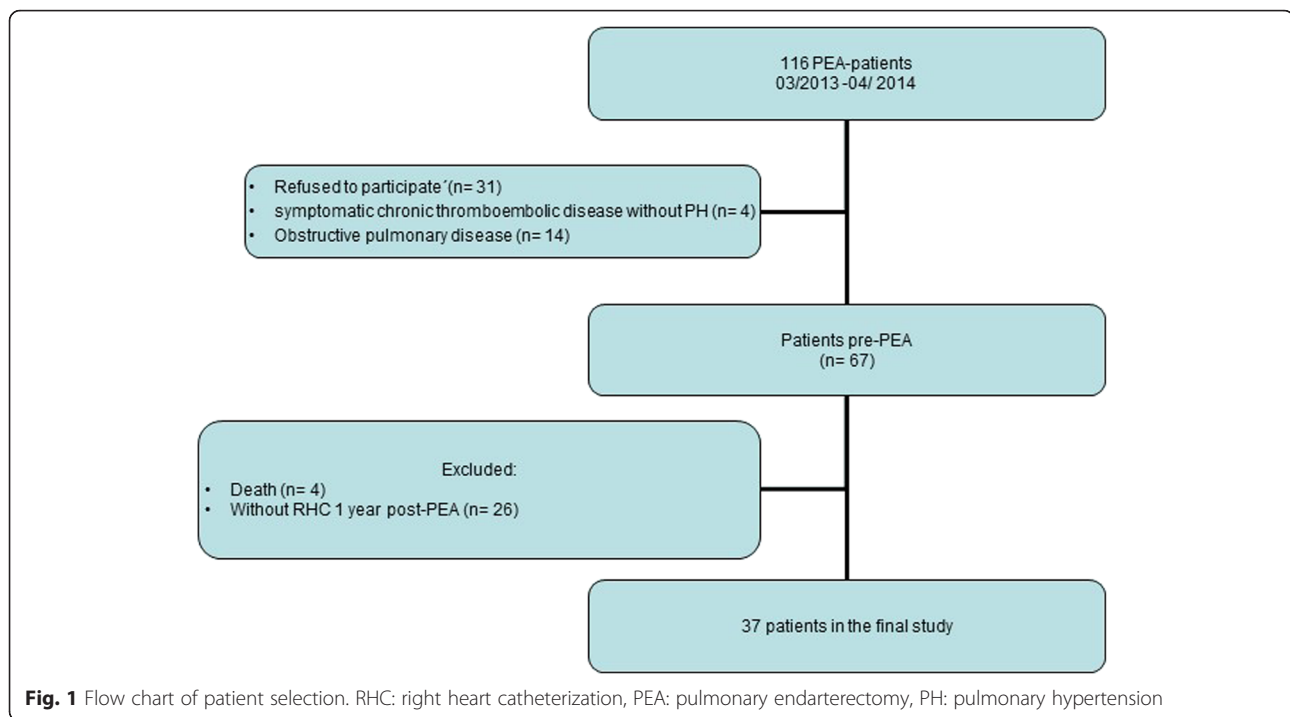 116 PEA-patients
03/2013 -04/ 2014
• Refused to participate´(n= 31)
• symptomatic chronic thromboembolic disease without PH (n= 4)
• Obstructive pulmonary disease (n= 14)
Patients pre-PEA
(n= 67)
Excluded:
• Death (n= 4)
• Without RHC 1 year post-PEA (n= 26)
37 patients in the final study
Fig. 1 Flow chart of patient selection. RHC: right heart catheterization, PEA: pulmonary endarterectomy, PH: pulmonary hypertension